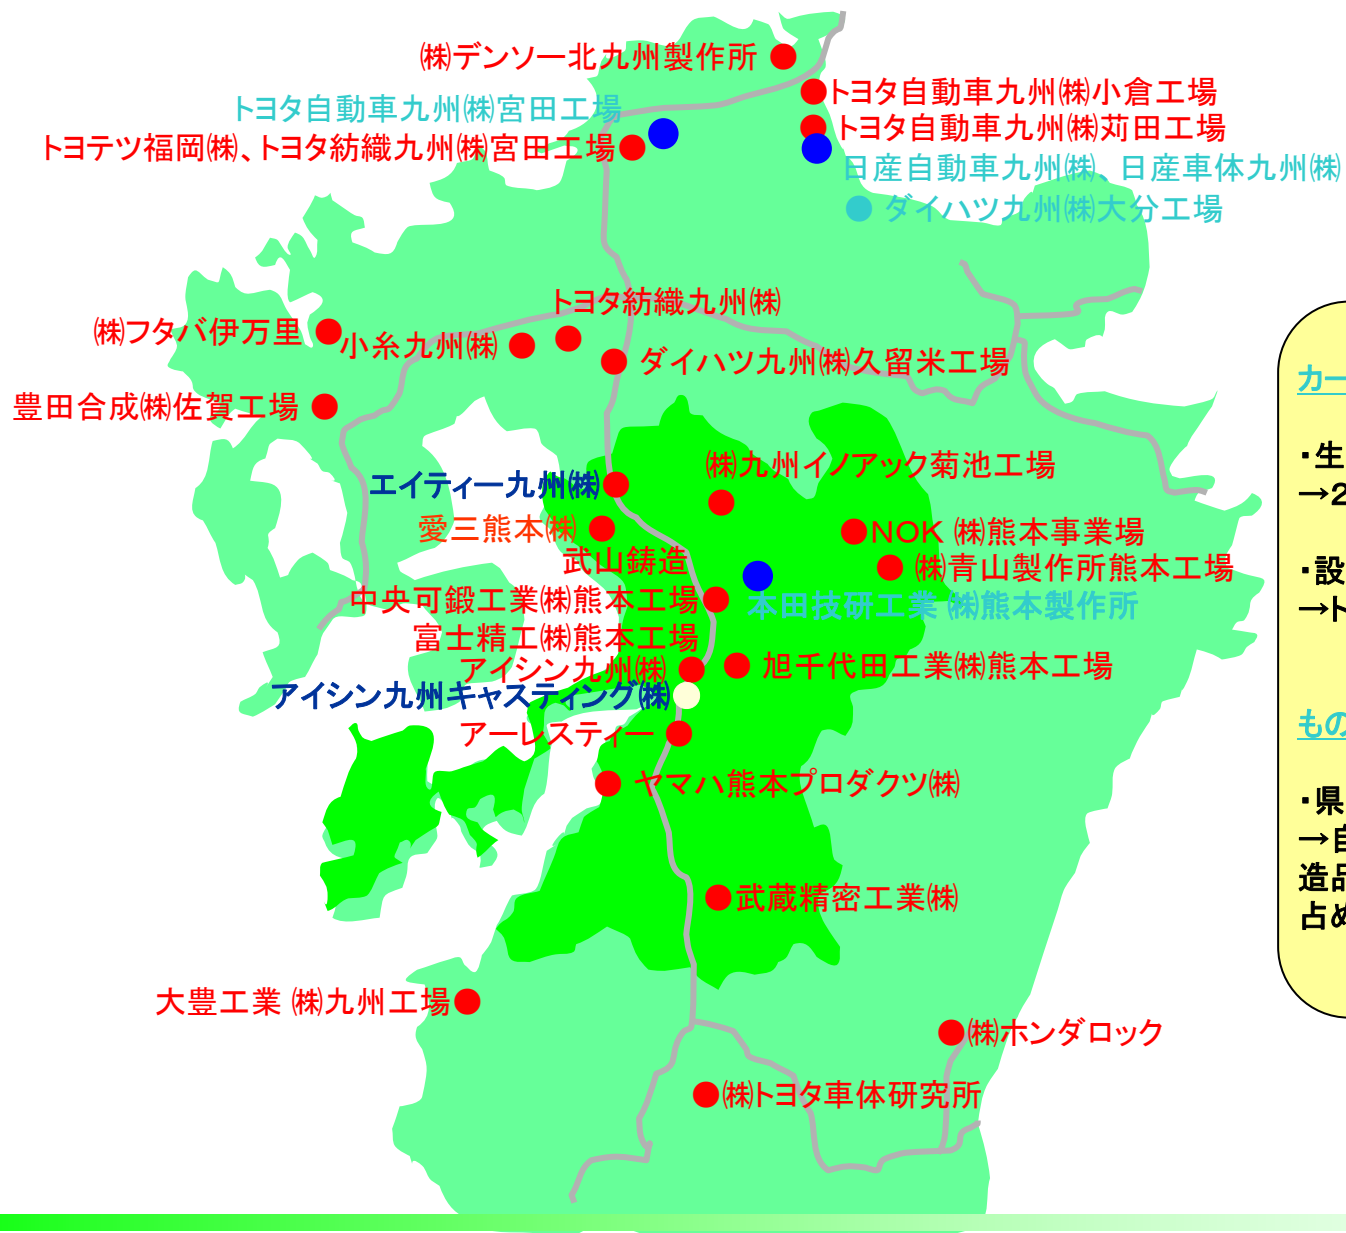 ㈱デンソー北九州製作所
トヨタ自動車九州㈱小倉工場
トヨタ自動車九州㈱宮田工場
トヨタ自動車九州㈱苅田工場
トヨテツ福岡㈱、トヨタ紡織九州㈱宮田工場
日産自動車九州㈱、日産車体九州㈱
ダイハツ九州㈱大分工場
トヨタ紡織九州㈱
㈱フタバ伊万里
小糸九州㈱
ダイハツ九州㈱久留米工場
豊田合成㈱佐賀工場
㈱九州イノアック菊池工場
エイティー九州㈱
愛三熊本㈱
NOK ㈱熊本事業場
武山鋳造
㈱青山製作所熊本工場
中央可鍛工業㈱熊本工場
本田技研工業 ㈱熊本製作所
富士精工㈱熊本工場
アイシン九州㈱
旭千代田工業㈱熊本工場
アイシン九州キャスティング㈱
アーレスティー
ヤマハ熊本プロダクツ㈱
武蔵精密工業㈱
大豊工業 ㈱九州工場
㈱ホンダロック
㈱トヨタ車体研究所
カー
・生
→2
・設
→ト
もの
・県
→自
造品
占め